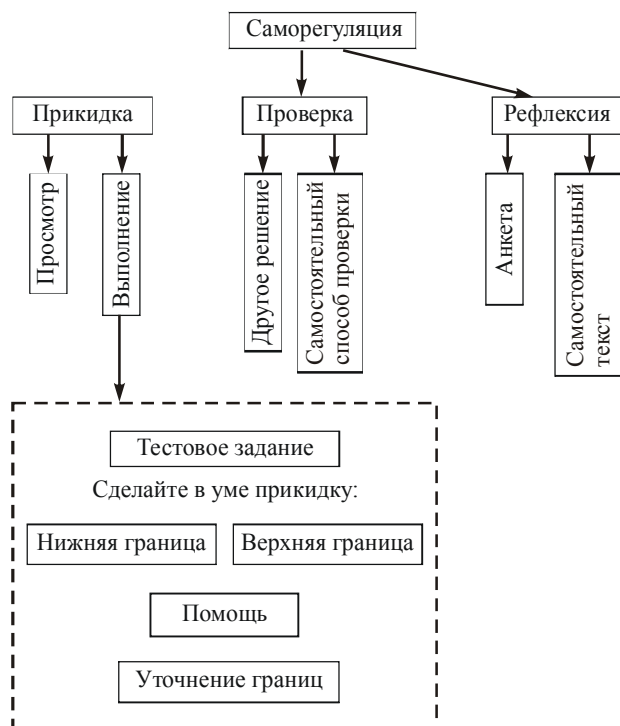 Саморегуляция
Прикидка
Проверка
Рефлексия
Просмотр
Выполнение
Другое решение
Самостоятельный
способ проверки
Анкета
Самостоятельный
текст
Тестовое задание
Сделайте в уме прикидку:
Нижняя граница
Верхняя граница
Помощь
Уточнение границ